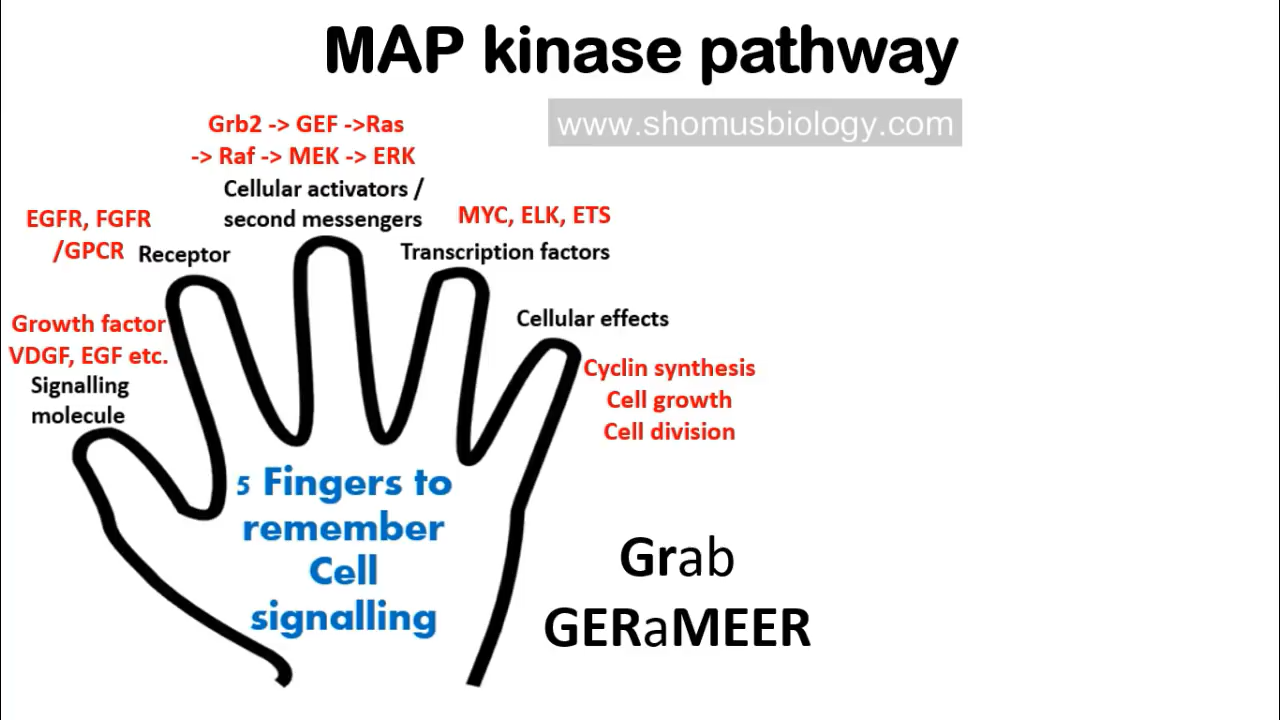 MAP kinase pathway
www.shomusbiology.com
Grb2 -> GEF ->Ras
-> Raf -> MEK -> ERK
Cellular activators /
second messengers
EGFR, FGFR
/GPCR
Receptor
MYC, ELK, ETS
Transcription factors
Growth factor
VDGF, EGF etc.
Signalling
molecule
Cellular effects
Cyclin synthesis
Cell growth
Cell division
5 Fingers to
remember
Cell
signalling
Grab
GERaMEER